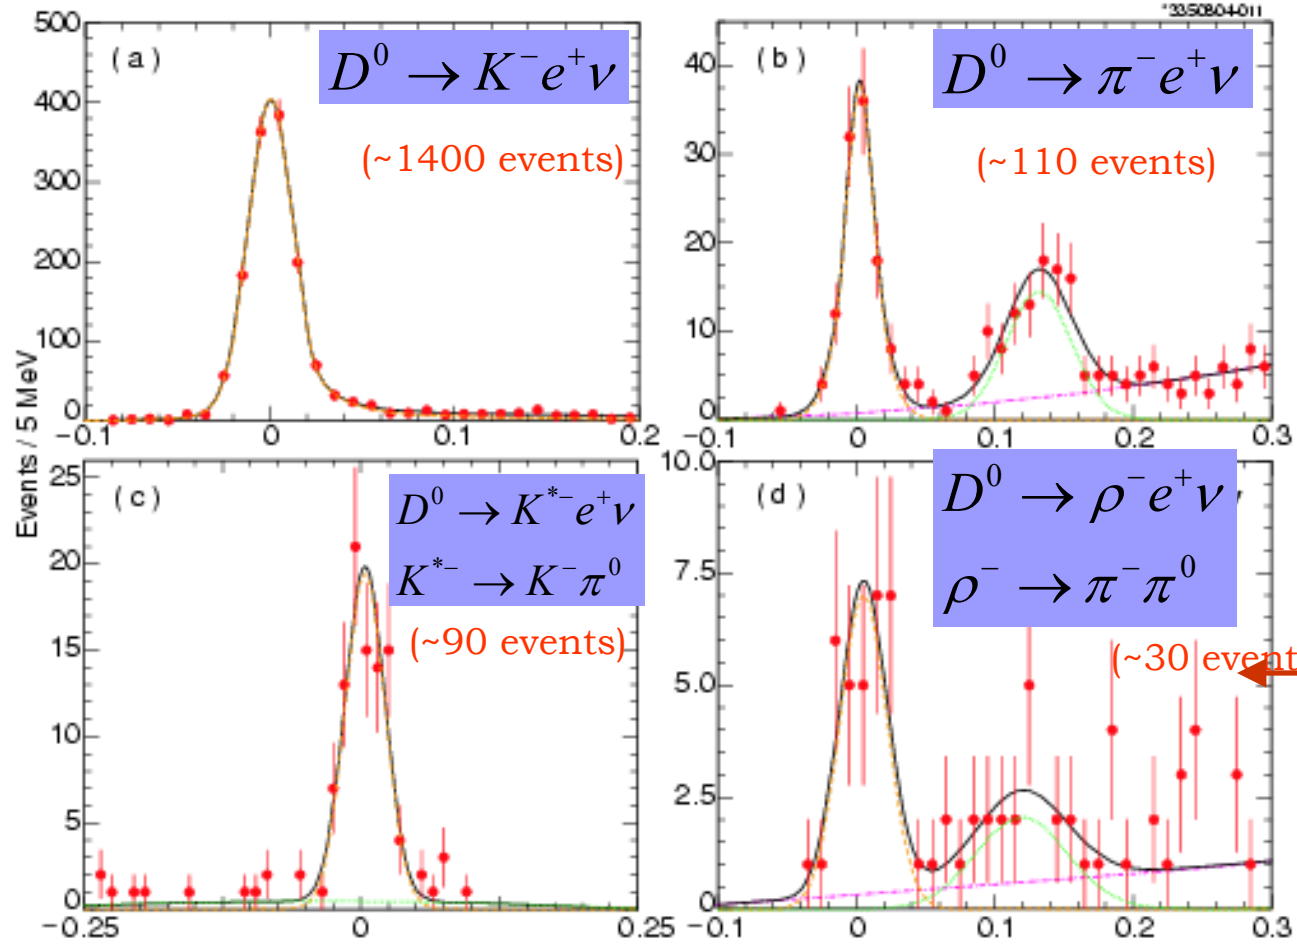 *3350804-011
(a)
D⁰ → K⁻e⁺ν
(~1400 events)
500
400
300
200
100
0
−0.1 0 0.1 0.2
(b)
D⁰ → π⁻e⁺ν
(~110 events)
40
30
20
10
0
−0.1 0 0.1 0.2 0.3
Events / 5 MeV
(c)
D⁰ → K*⁻e⁺ν
K*⁻ → K⁻π⁰
(~90 events)
25
20
15
10
5
0
−0.25 0 0.25
(d)
D⁰ → ρ⁻e⁺ν
ρ⁻ → π⁻π⁰
(~30 event
10.0
7.5
5.0
2.5
0
−0.1 0 0.1 0.2 0.3